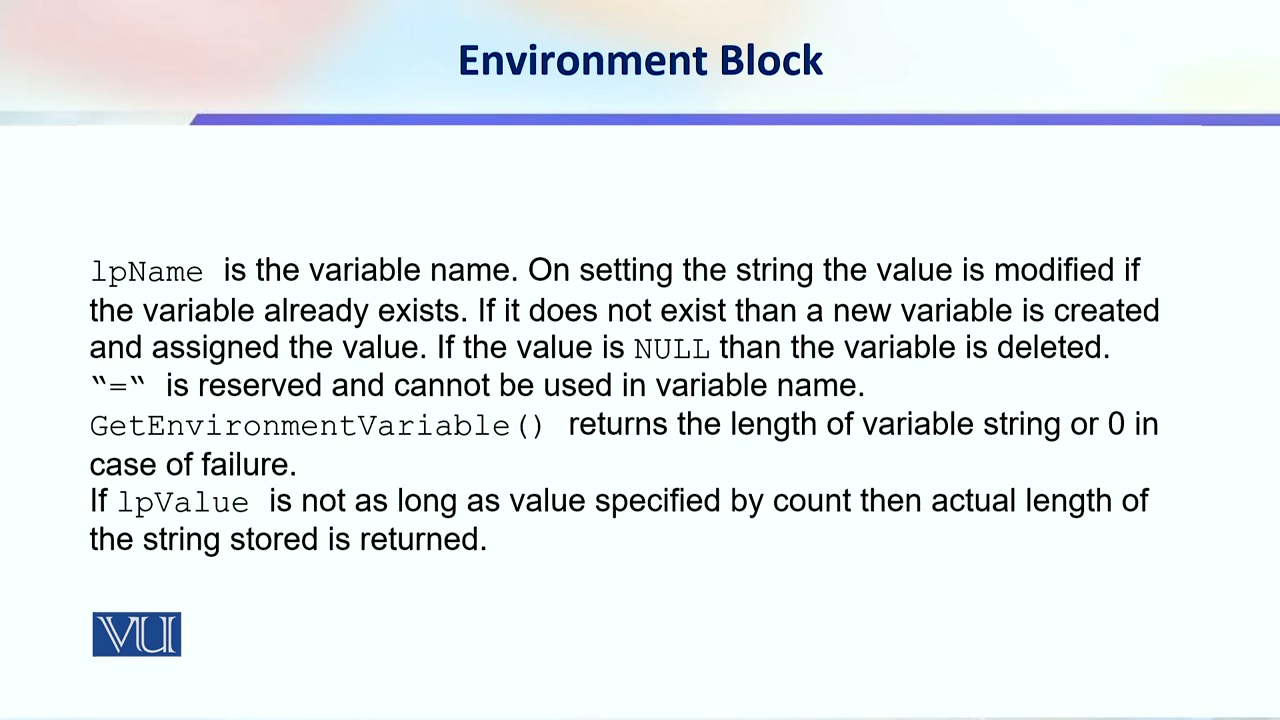 Environment Block
lpName is the variable name. On setting the string the value is modified if
the variable already exists. If it does not exist than a new variable is created
and assigned the value. If the value is NULL than the variable is deleted.
“=“ is reserved and cannot be used in variable name.
GetEnvironmentVariable() returns the length of variable string or 0 in
case of failure.
If lpValue is not as long as value specified by count then actual length of
the string stored is returned.
VU